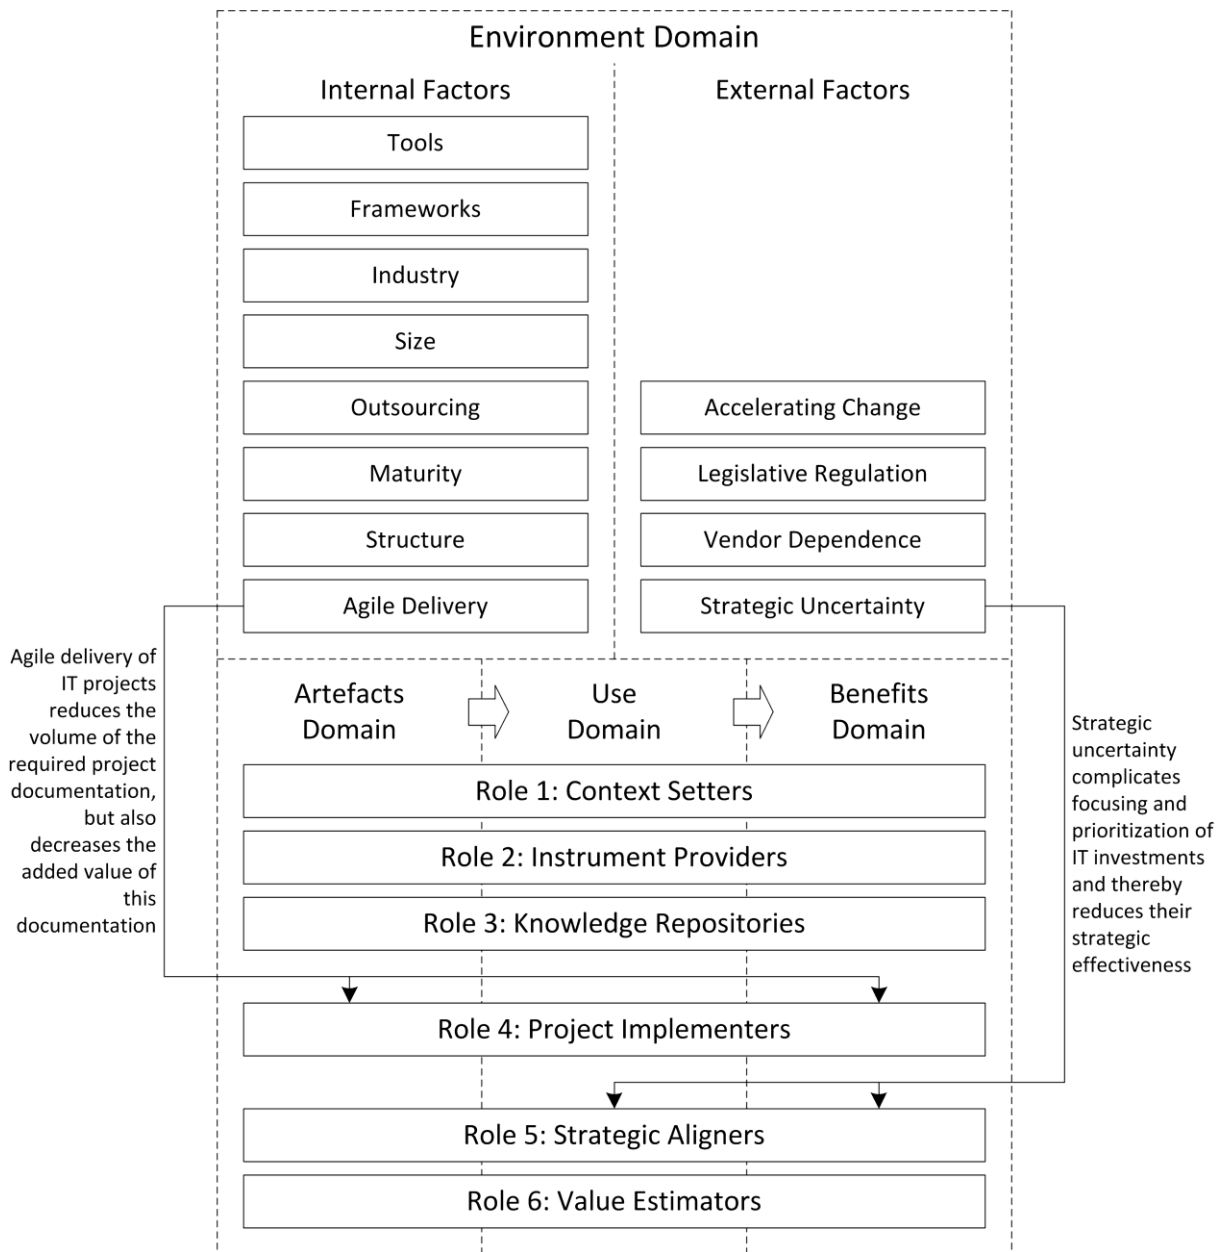 Environment Domain
Internal Factors
External Factors
Tools
Frameworks
Industry
Size
Outsourcing
Accelerating Change
Maturity
Legislative Regulation
Structure
Vendor Dependence
Agile Delivery
Strategic Uncertainty
Agile delivery of
IT projects
reduces the
volume of the
required project
documentation,
but also
decreases the
added value of
this
documentation
Artefacts
Domain
Use
Domain
Benefits
Domain
Strategic
uncertainty
complicates
focusing and
prioritization of
IT investments
and thereby
reduces their
strategic
effectiveness
Role 1: Context Setters
Role 2: Instrument Providers
Role 3: Knowledge Repositories
Role 4: Project Implementers
Role 5: Strategic Aligners
Role 6: Value Estimators